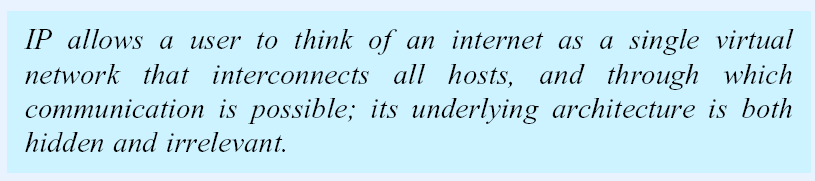 IP allows a user to think of an internet as a single virtual
network that interconnects all hosts, and through which
communication is possible; its underlying architecture is both
hidden and irrelevant.